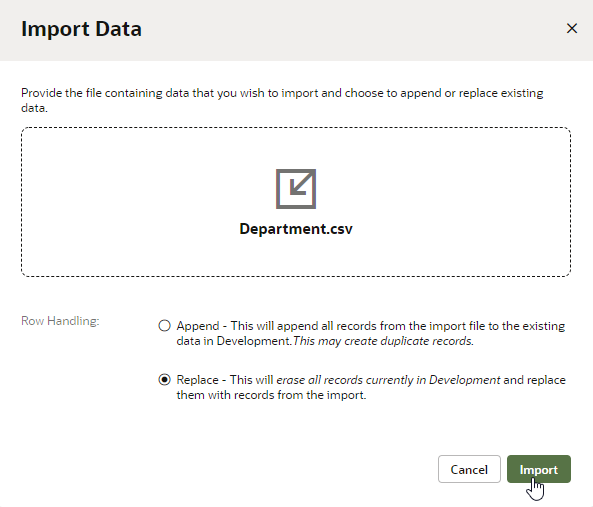 Import Data
Provide the file containing data that you wish to import and choose to append or replace existing
data.
Department.csv
Row Handling:
Append - This will append all records from the import file to the existing
data in Development.This may create duplicate records.
Replace - This will erase all records currently in Development and replace
them with records from the import.
Cancel
Import